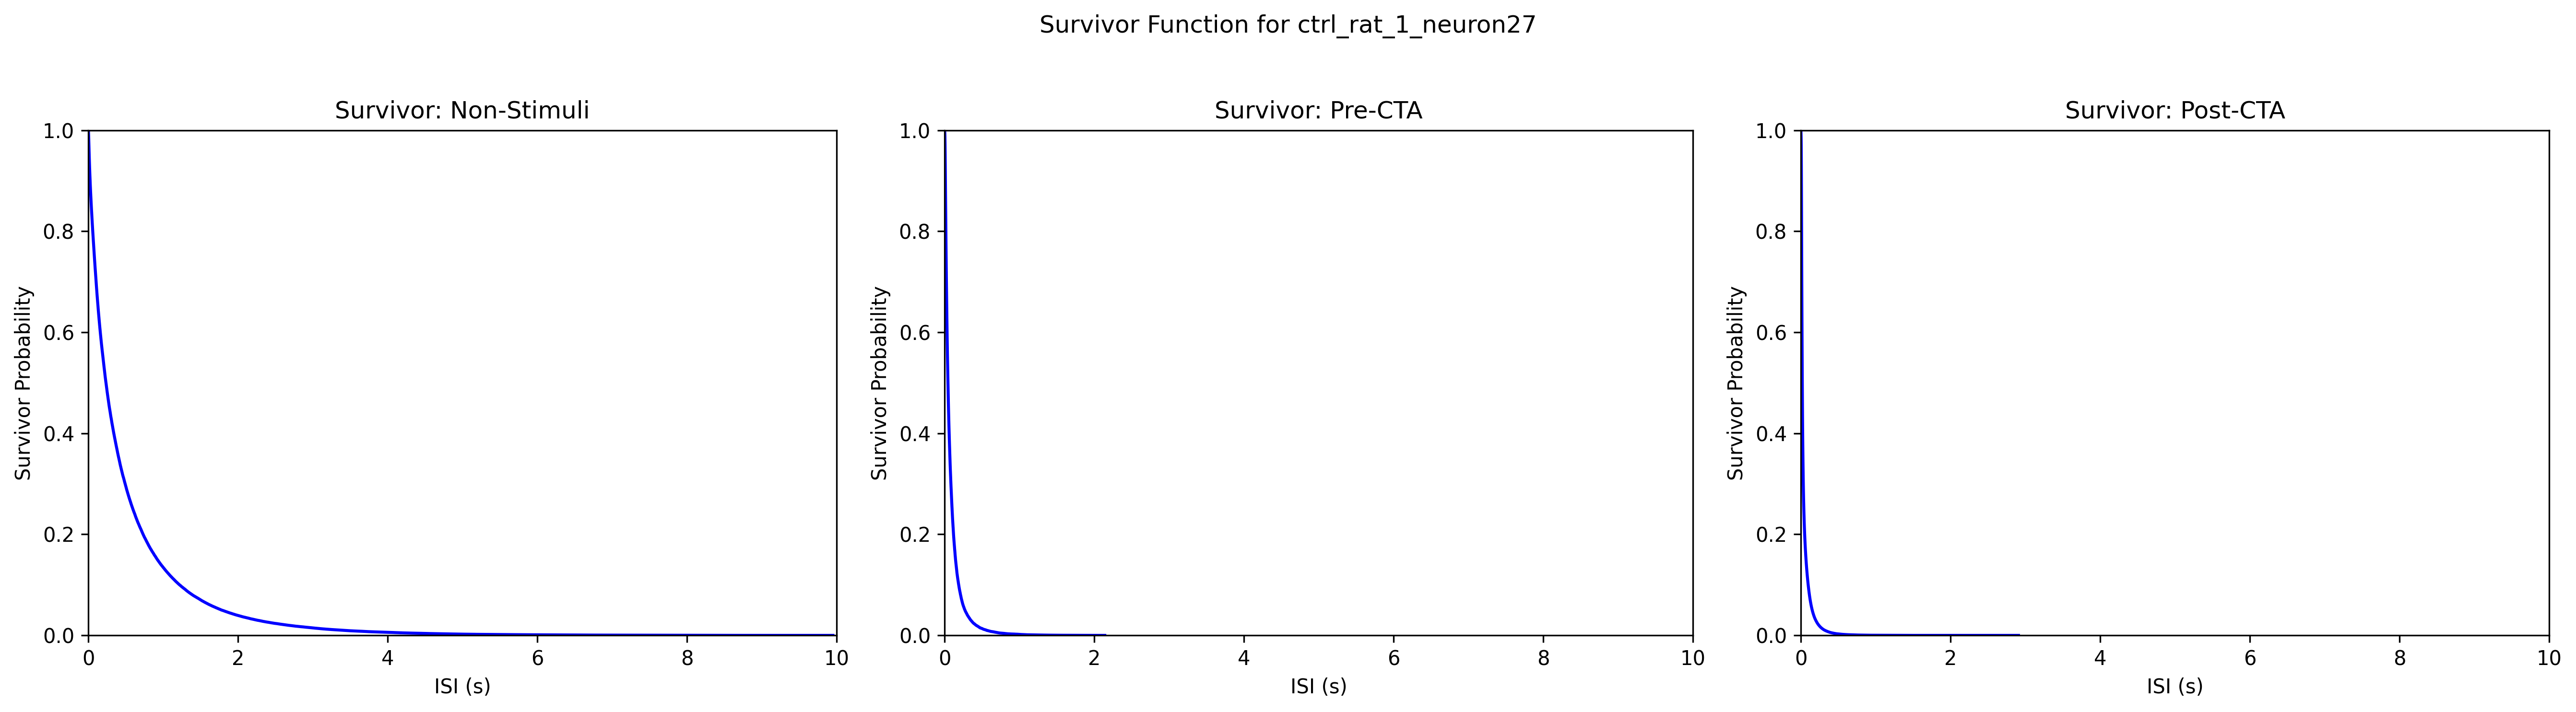 Survivor Function for ctrl_rat_1_neuron27
Survivor: Non-Stimuli
1.0
0.8
0.6
0.4
0.2
0.0
Survivor Probability
0 2 4 6 8 10
ISI (s)
Survivor: Pre-CTA
1.0
0.8
0.6
0.4
0.2
0.0
Survivor Probability
0 2 4 6 8 10
ISI (s)
Survivor: Post-CTA
1.0
0.8
0.6
0.4
0.2
0.0
Survivor Probability
0 2 4 6 8 10
ISI (s)